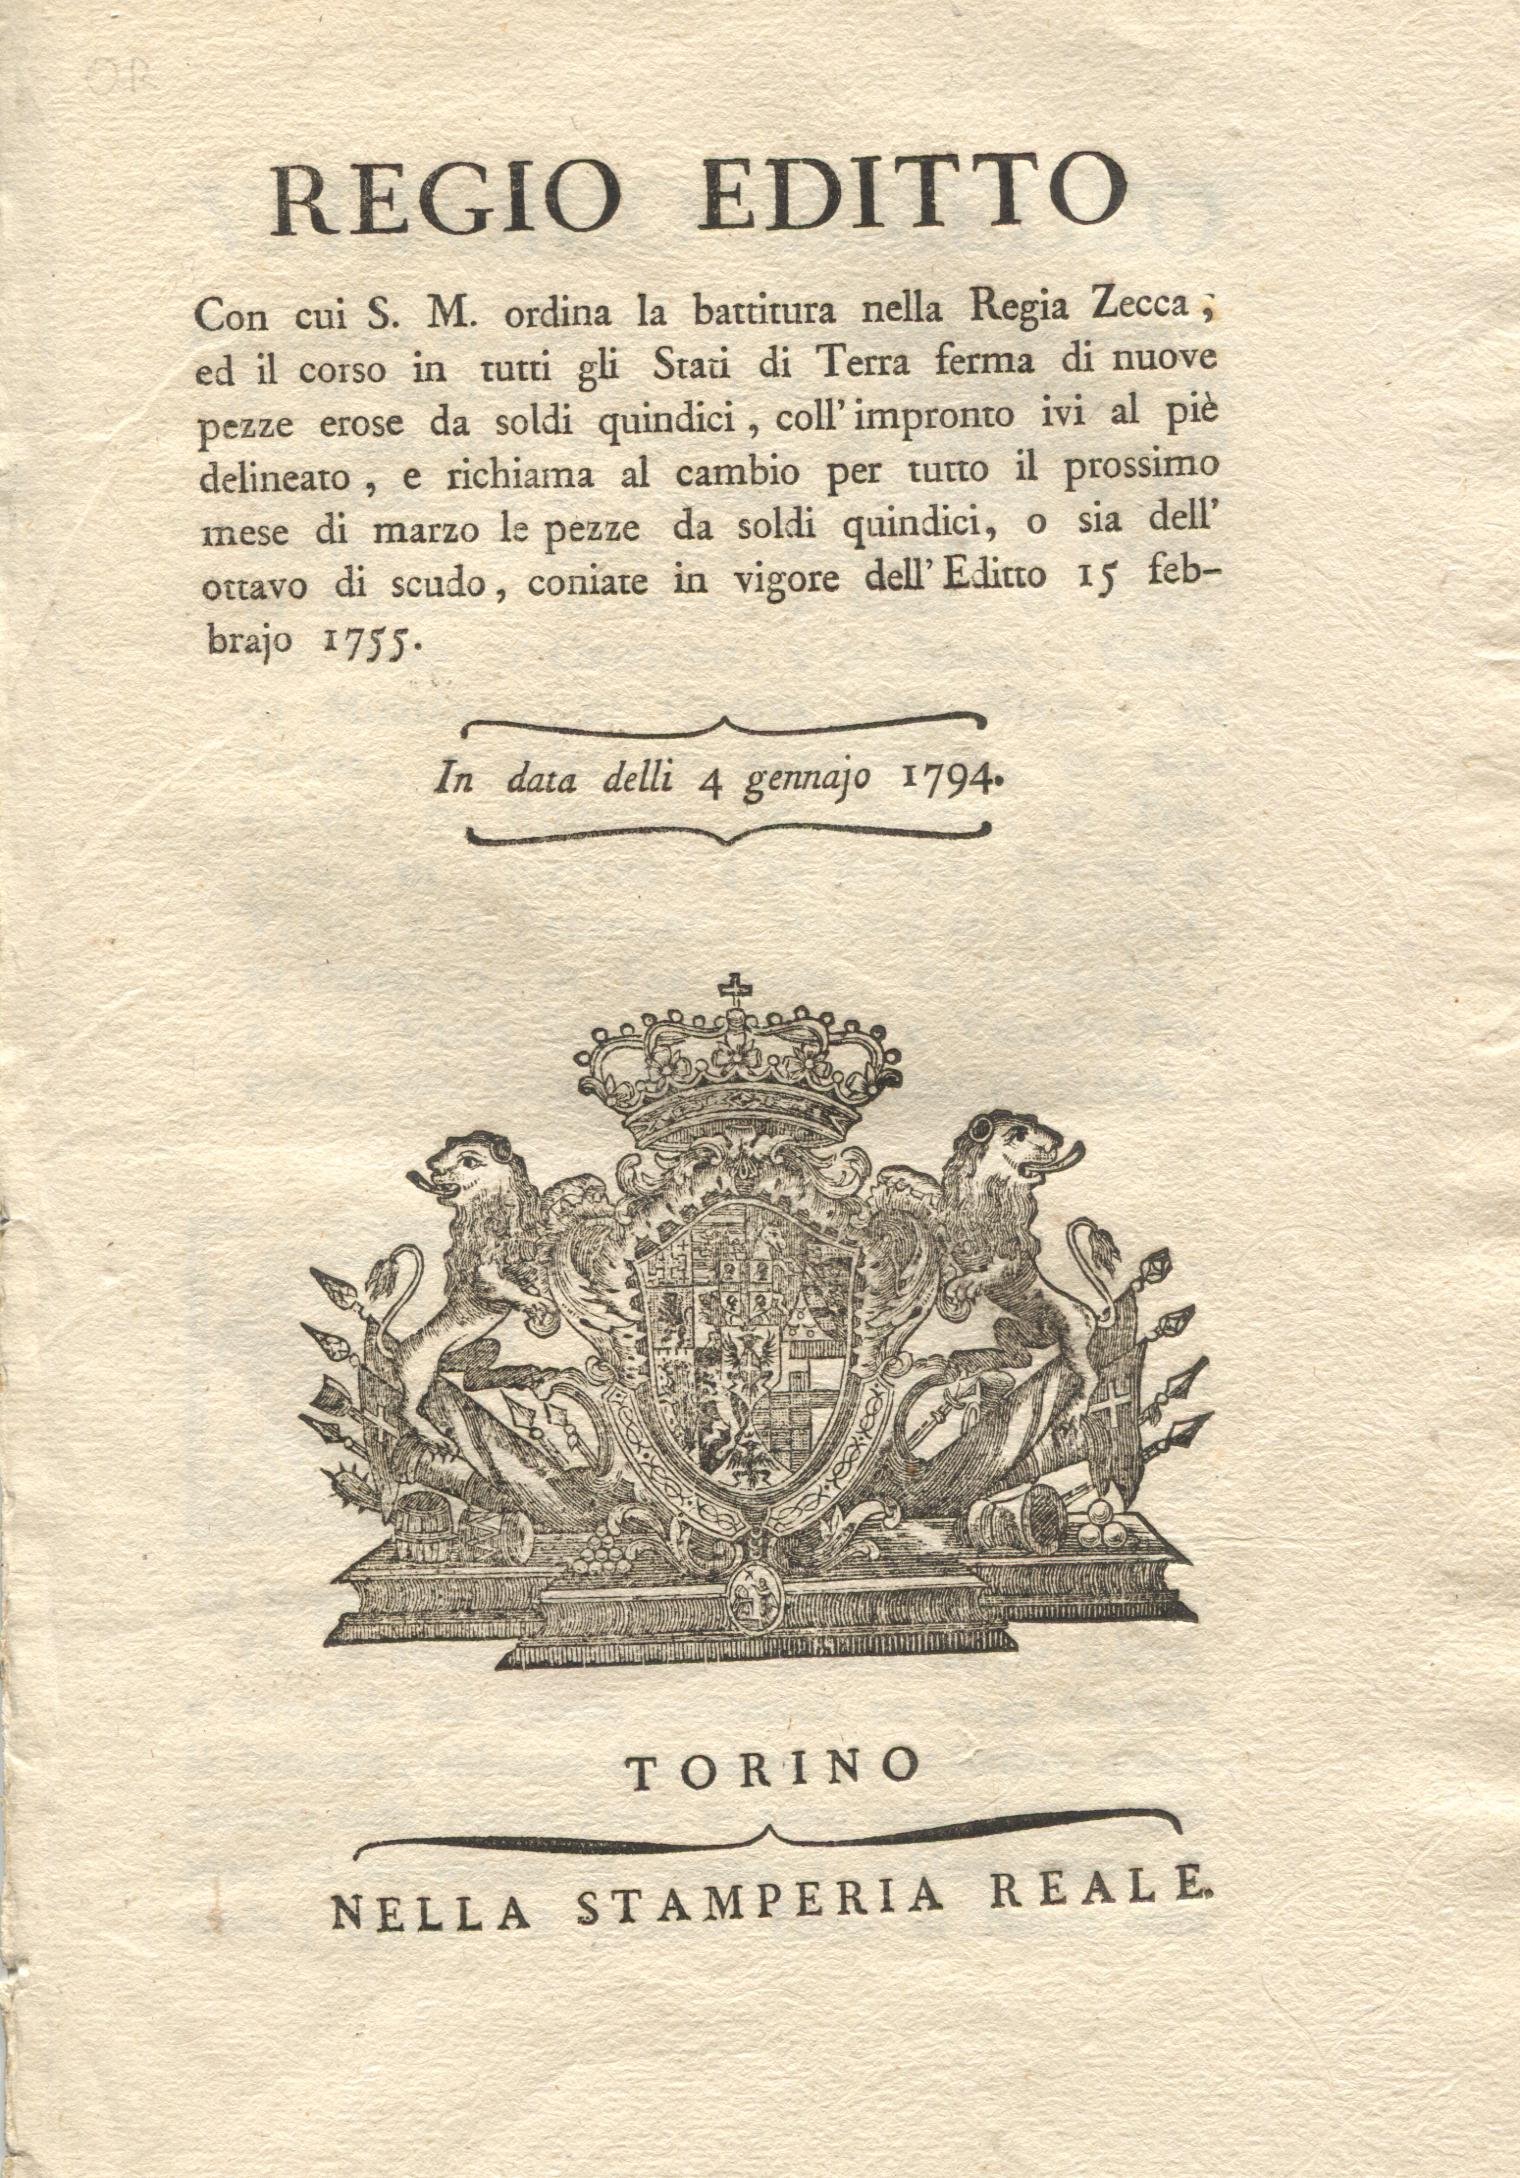 REGIO EDITTO
Con cui S. M. ordina la battitura nella Regia Zecca ,
ed il corso in tutti gli Stati di Terra ferma di nuove
pezze erose da soldi quindici , coll' impronto ivi al piè
delineato , e richiama al cambio per tutto il prossimo
mese di marzo le pezze da soldi quindici, o sia dell'
ottavo di scudo, coniate in vigore dell' Editto 15 feb-
brajo 1755.
In data delli 4 gennajo 1794.
TORINO
NELLA STAMPERIA REALE.